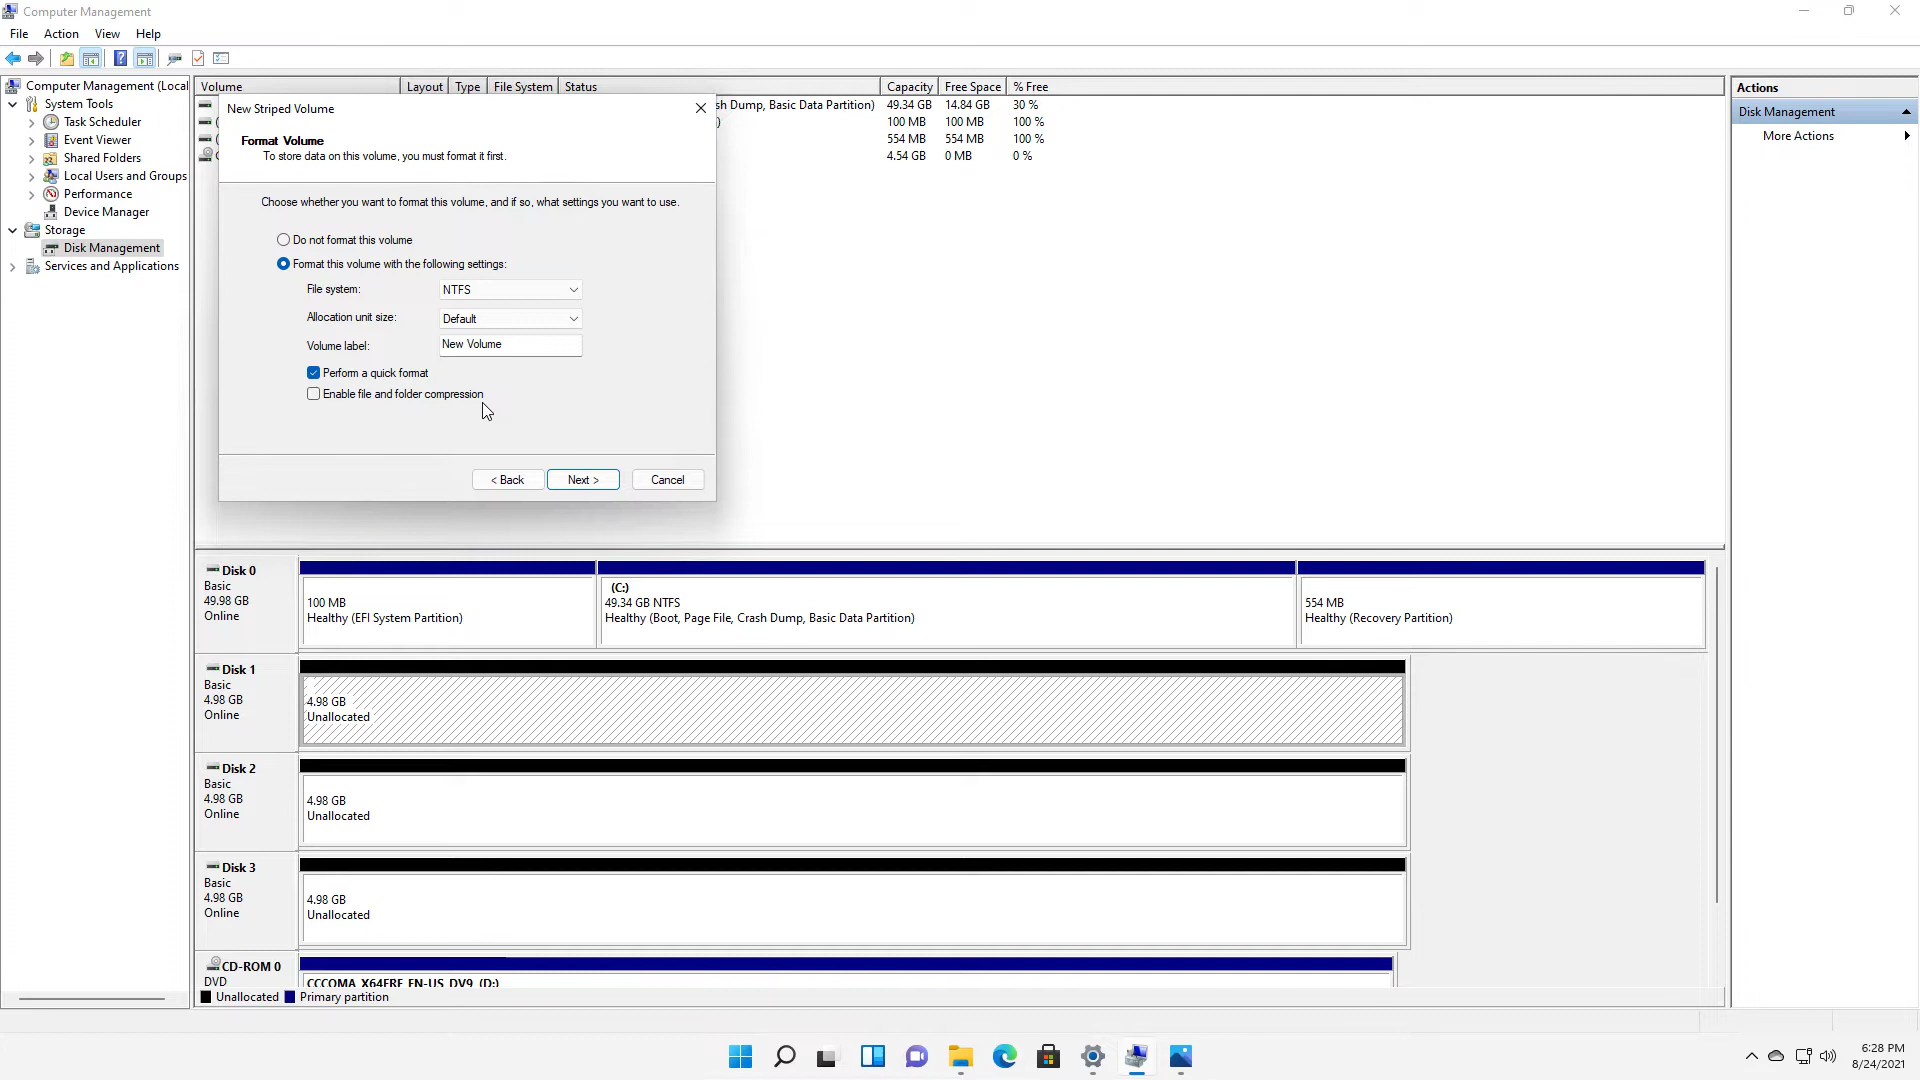 Computer Management
File Action View Help
Computer Management (Local
System Tools
Task Scheduler
Event Viewer
Shared Folders
Local Users and Groups
Performance
Device Manager
Storage
Disk Management
Services and Applications
Volume Layout Type File System Status Capacity Free Space % Free
sh Dump, Basic Data Partition) 49.34 GB 14.84 GB 30 %
( ) 100 MB 100 MB 100 %
( 554 MB 554 MB 100 %
4.54 GB 0 MB 0 %
New Striped Volume
Format Volume
To store data on this volume, you must format it first.
Choose whether you want to format this volume, and if so, what settings you want to use.
Do not format this volume
Format this volume with the following settings:
File system: NTFS
Allocation unit size: Default
Volume label: New Volume
Perform a quick format
Enable file and folder compression
< Back Next > Cancel
Disk 0
Basic
49.98 GB
Online
100 MB
Healthy (EFI System Partition)
(C:)
49.34 GB NTFS
Healthy (Boot, Page File, Crash Dump, Basic Data Partition)
554 MB
Healthy (Recovery Partition)
Disk 1
Basic
4.98 GB
Online
4.98 GB
Unallocated
Disk 2
Basic
4.98 GB
Online
4.98 GB
Unallocated
Disk 3
Basic
4.98 GB
Online
4.98 GB
Unallocated
CD-ROM 0
DVD
CCCOMA_X64FRE_EN-US_DV9 (D:)
Unallocated Primary partition
Actions
Disk Management
More Actions
6:28 PM
8/24/2021